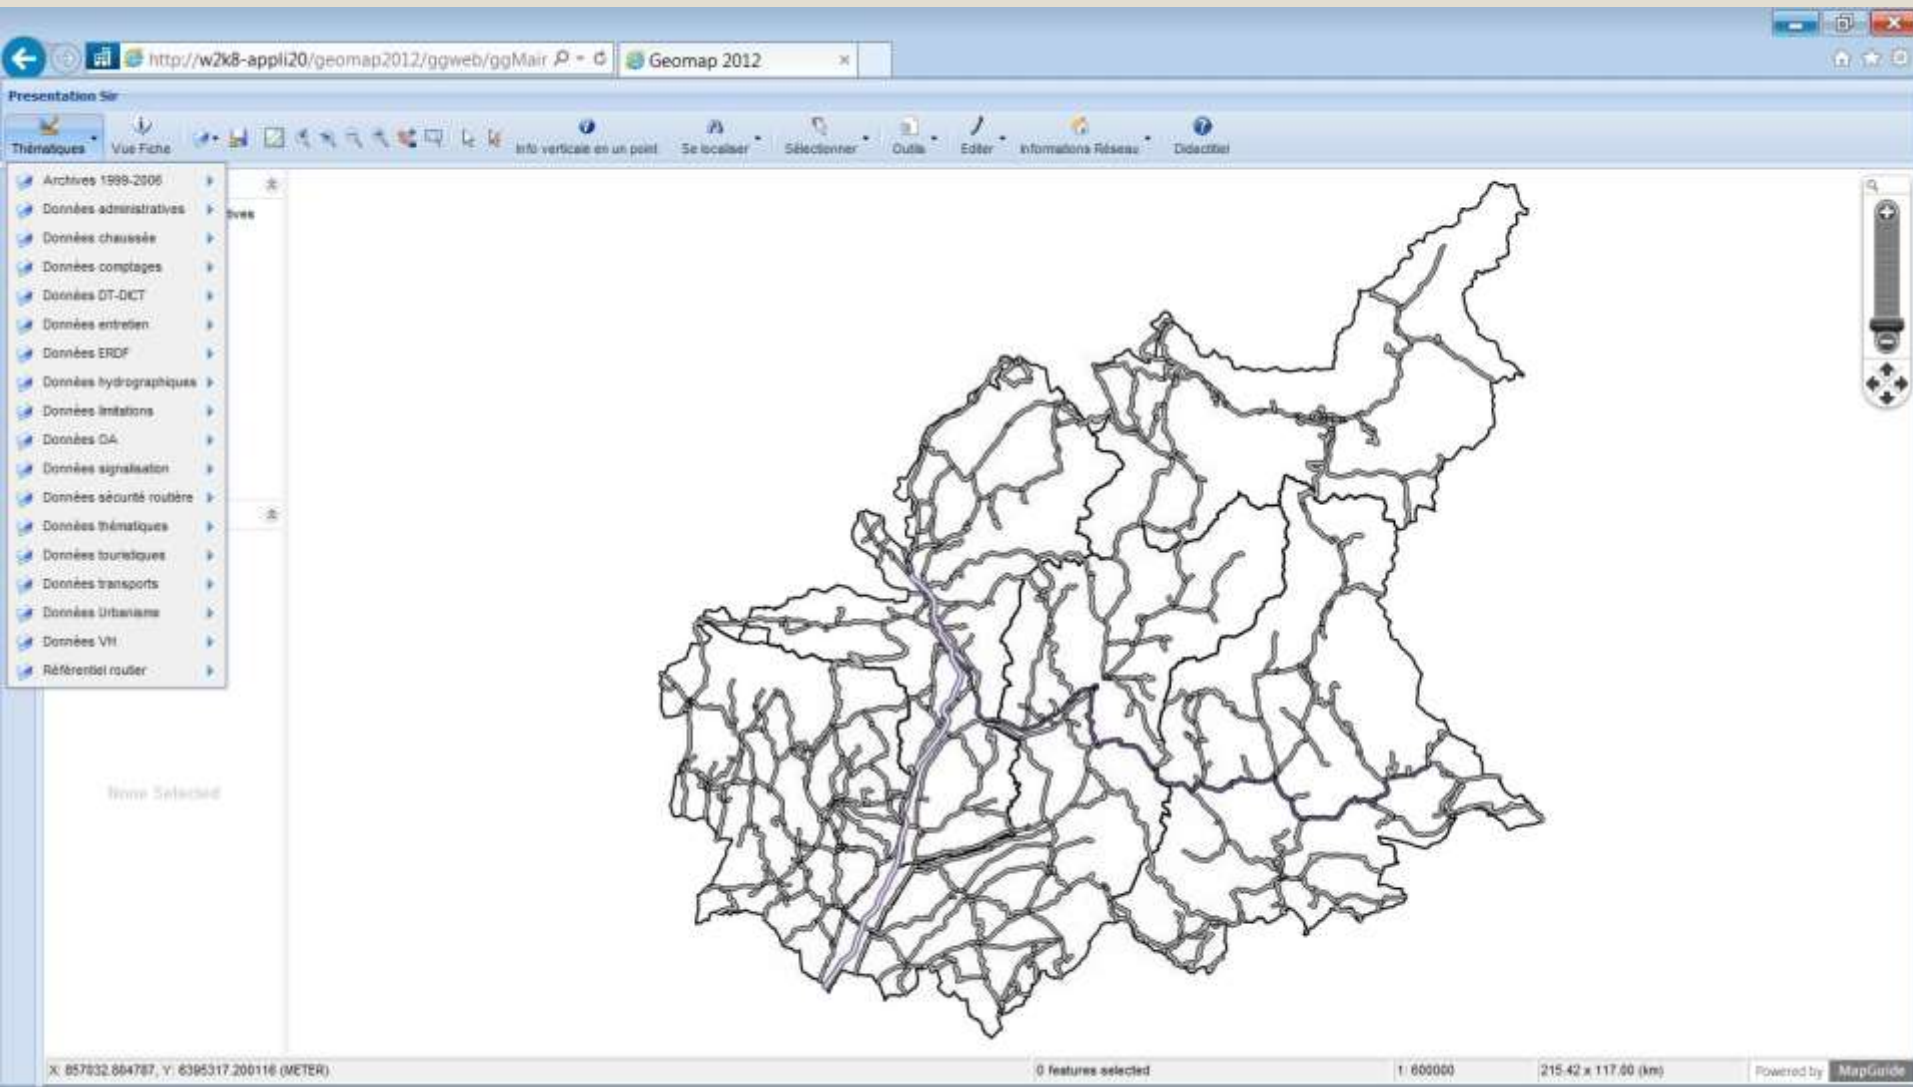 http://w2k8-appli20/geomap2012/ggweb/ggMair
Geomap 2012
Presentation Sir
Thématiques
Vue Fiche
Info verticale en un point
Se localiser
Sélectionner
Outils
Editer
Informations Réseau
Didactitiel
Archives 1999-2006
Données administratives
tives
Données chaussée
Données comptages
Données DT-DICT
Données entretien
Données ERDF
Données hydrographiques
Données limitations
Données OA
Données signalisation
Données sécurité routière
Données thématiques
Données touristiques
Données transports
Données Urbanisme
Données VH
Référentiel routier
None Selected
X: 857032.804787, Y: 6395317.200116 (METER)
0 features selected
1: 600000
215.42 x 117.00 (km)
Powered by MapGuide